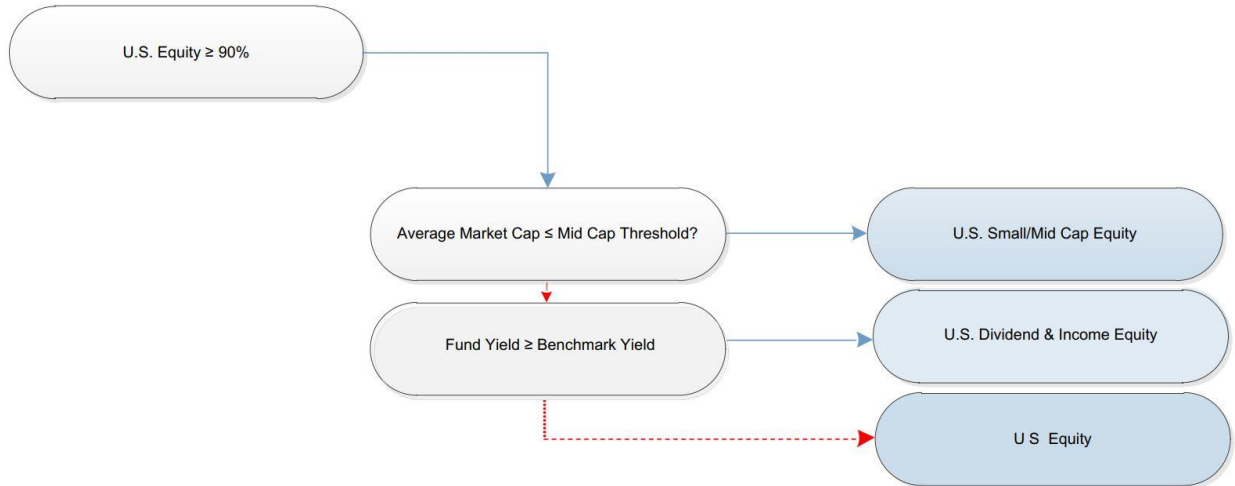 U.S. Equity ≥ 90%
Average Market Cap ≤ Mid Cap Threshold?
U.S. Small/Mid Cap Equity
Fund Yield ≥ Benchmark Yield
U.S. Dividend & Income Equity
U S Equity